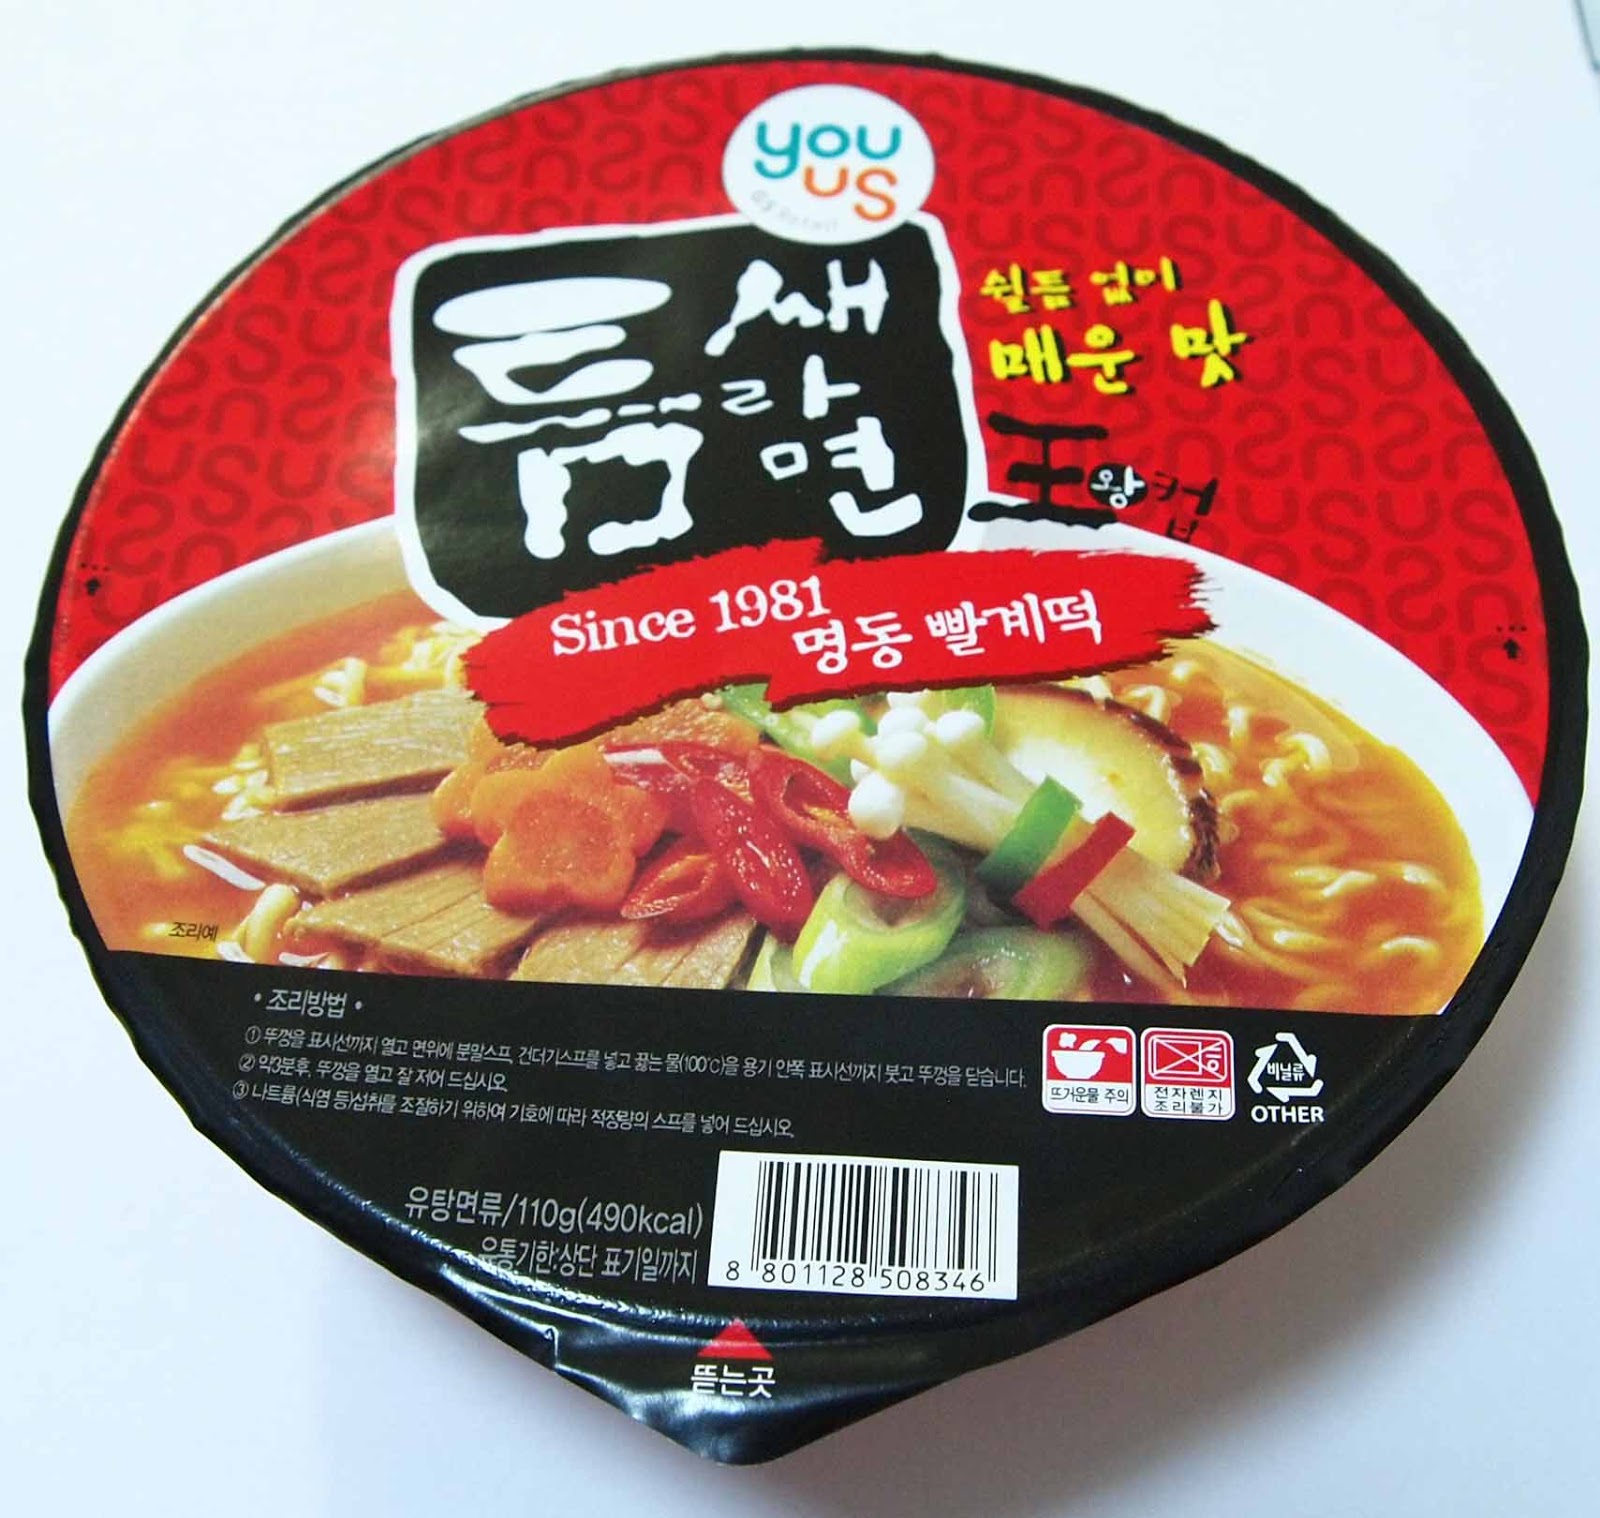 you
us
GS Retail
틈새
라면
쉴틈 없이
매운 맛
王 왕컵
Since 1981
명동 빨계떡
조리예
• 조리방법 •
① 뚜껑을 표시선까지 열고 면위에 분말스프, 건더기스프를 넣고 끓는 물(100℃)을 용기 안쪽 표시선까지 붓고 뚜껑을 닫습니다.
② 약3분후, 뚜껑을 열고 잘 저어 드십시오.
③ 나트륨(식염 등)섭취를 조절하기 위하여 기호에 따라 적정량의 스프를 넣어 드십시오.
뜨거운물 주의
전자렌지
조리불가
비닐류
OTHER
유탕면류/110g(490kcal)
유통기한:상단 표기일까지
8 801128 508346
뜯는곳